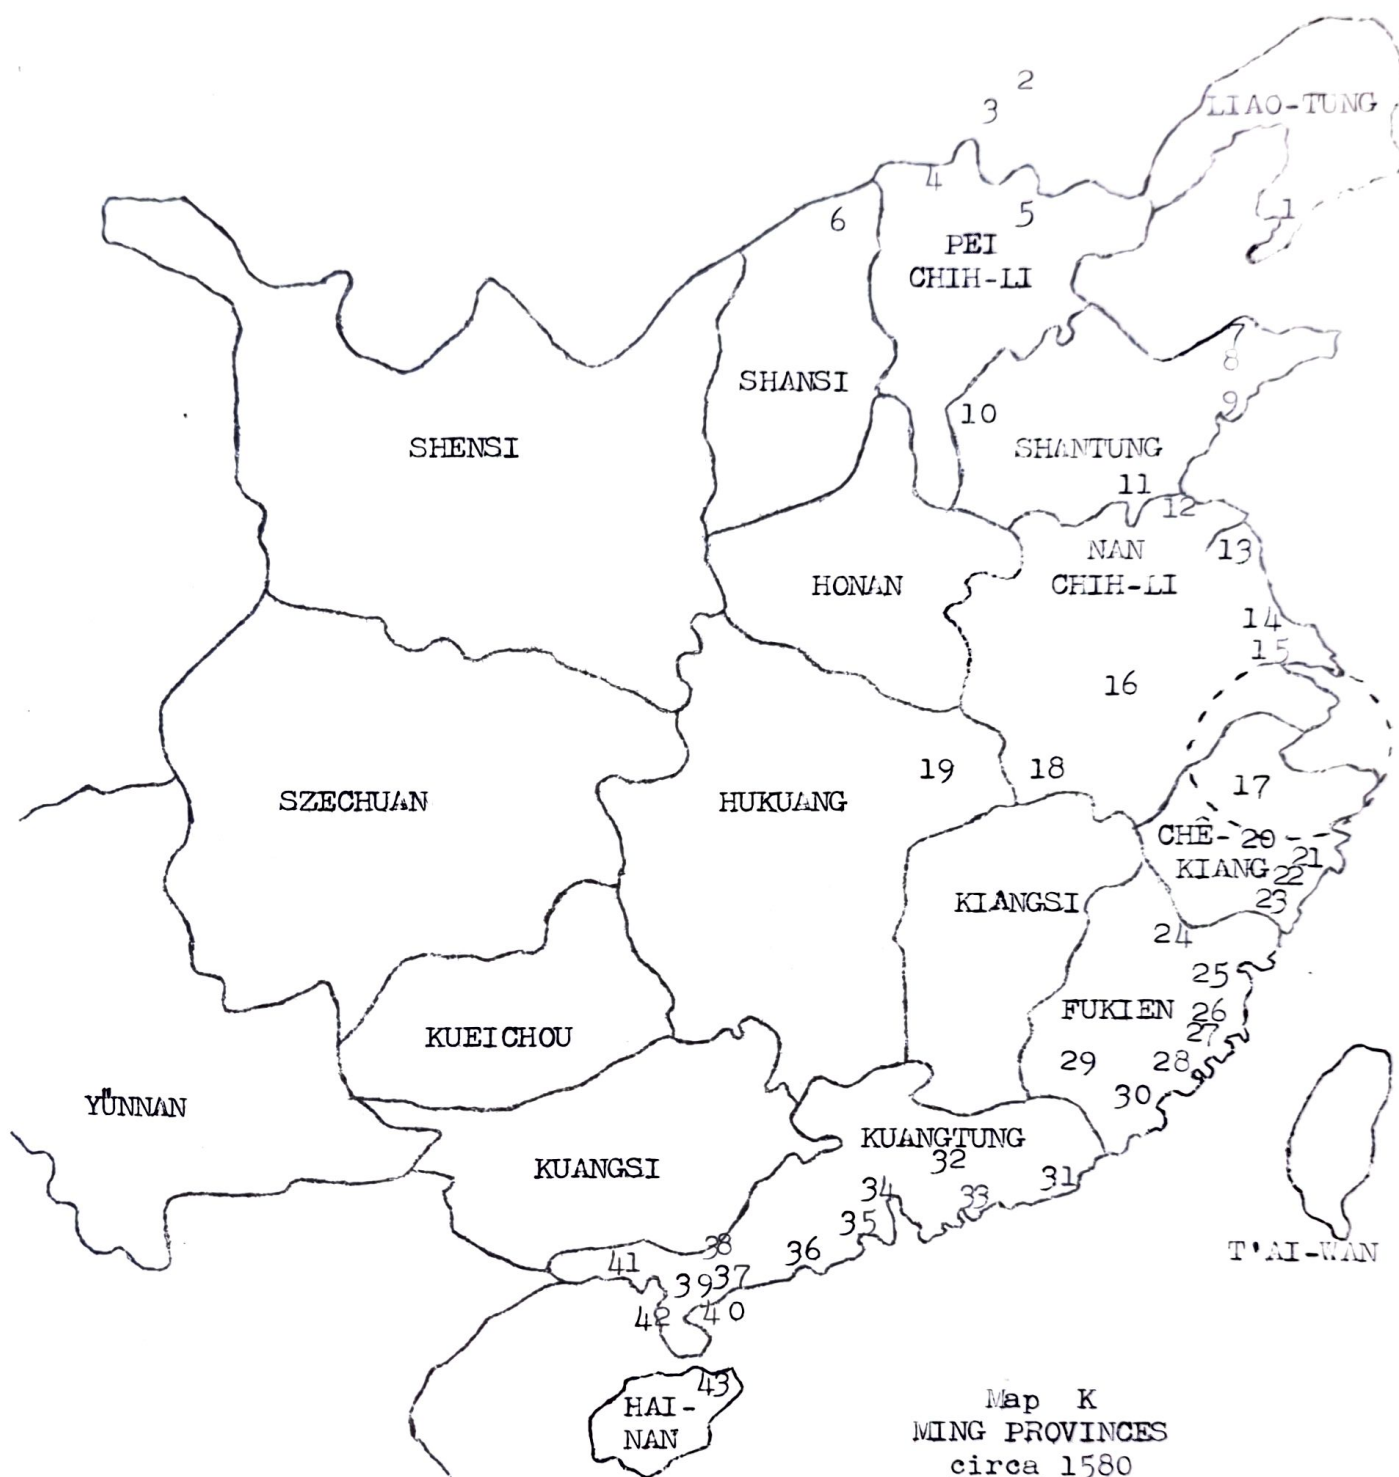 2
3
LIAO-TUNG
4
6
5
1
PEI
CHIH-LI
7
8
SHANSI
9
10
SHENSI
SHANTUNG
11
12
NAN
13
CHIH-LI
HONAN
14
15
16
19
18
17
SZECHUAN
HUKUANG
CHÊ-
20
21
KIANG
22
KIANGSI
23
24
25
FUKIEN
26
27
KUEICHOU
29
28
30
YÜNNAN
KUANGTUNG
32
KUANGSI
31
34
33
35
38
36
T'AI-WAN
41
39
37
42
40
43
HAI-
NAN
Map K
MING PROVINCES
circa 1580